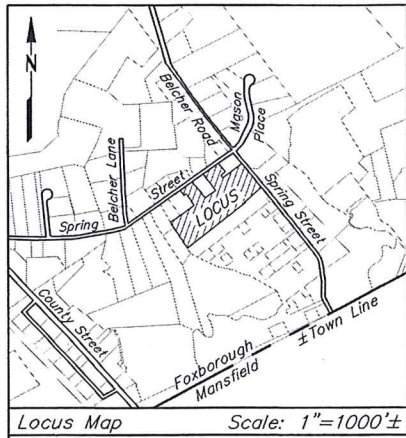 N
Belcher Road
Mason
Place
Belcher Lane
Street
Spring
LOCUS
Spring Street
County Street
Foxborough
Mansfield
±Town Line
Locus Map
Scale: 1"=1000'±